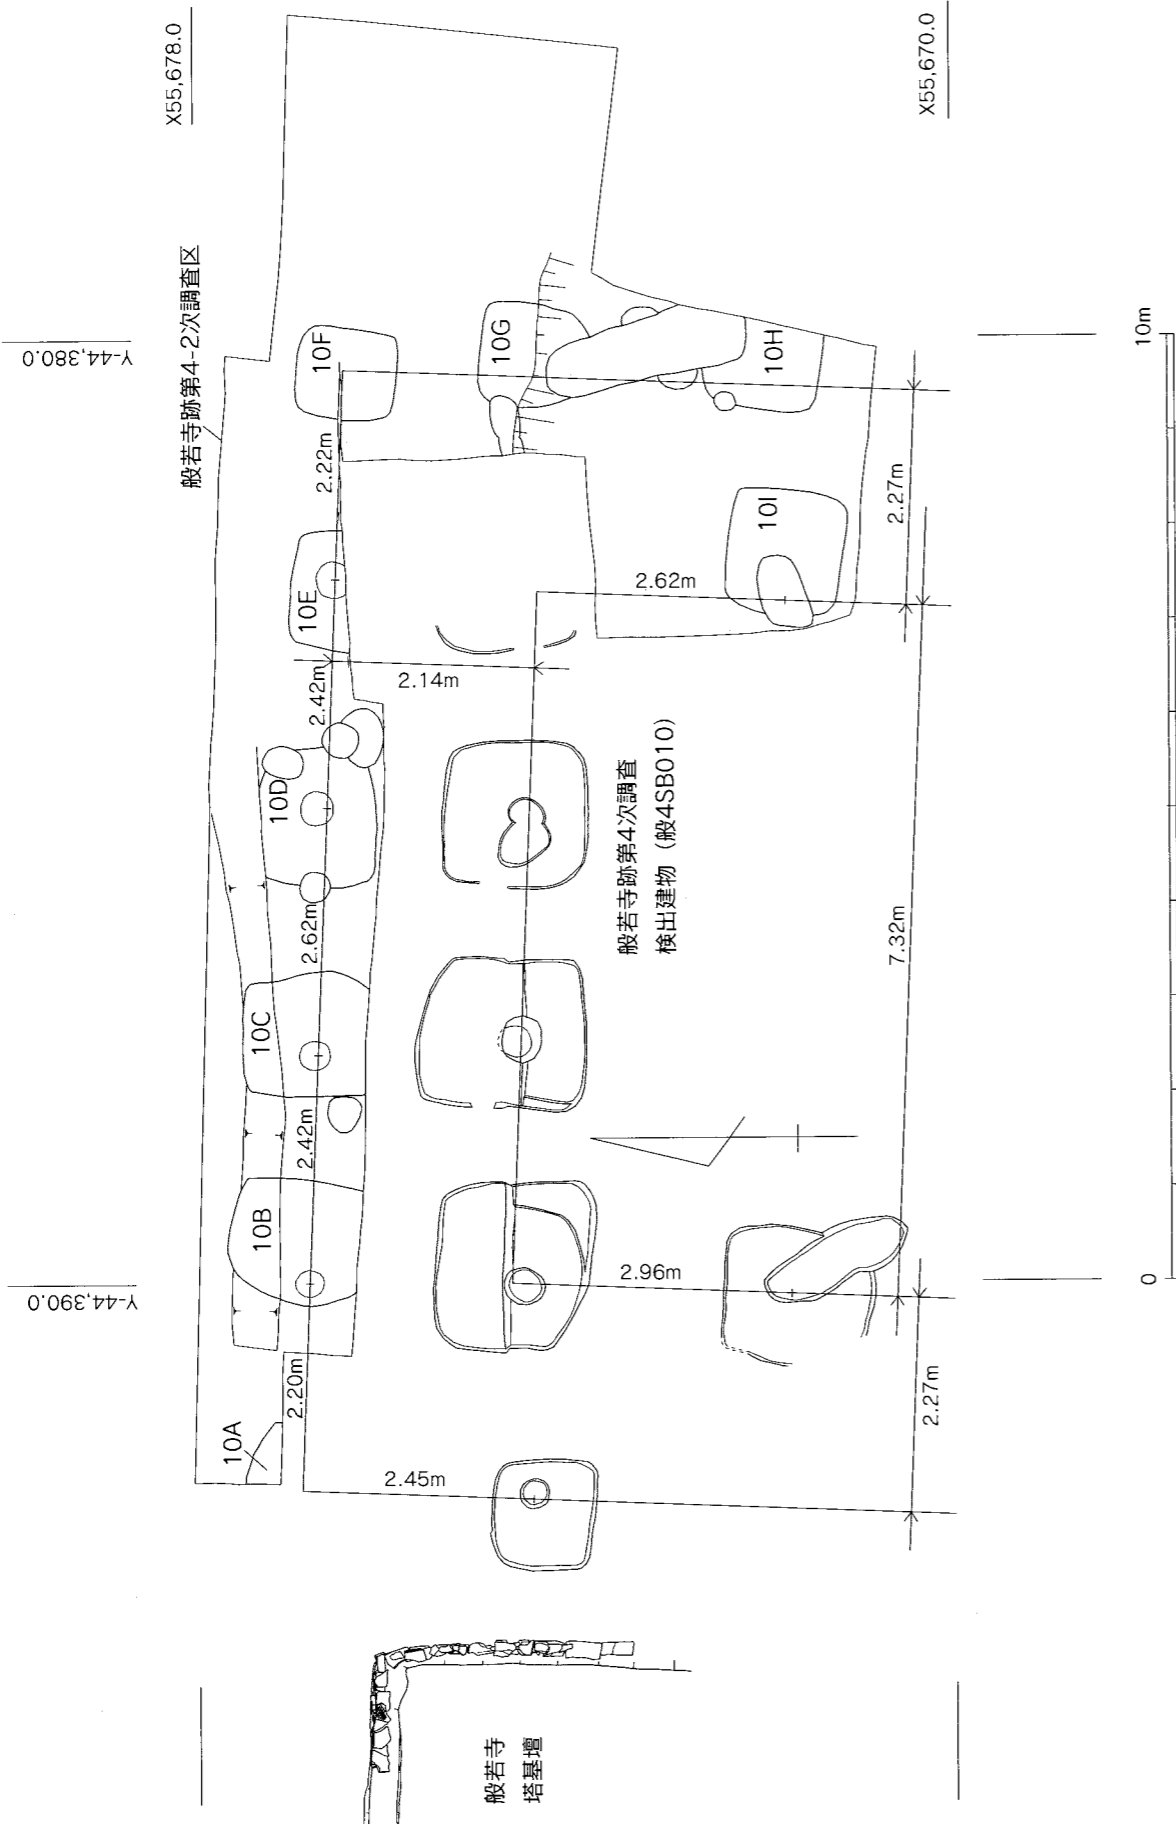 X55,678.0
X55,670.0
Y-44,380.0
Y-44,390.0
般若寺跡第4-2次調査区
10F
10G
10H
10I
10E
10D
10C
10B
10A
2.22m
2.42m
2.62m
2.42m
2.20m
2.14m
2.62m
2.27m
7.32m
2.96m
2.27m
2.45m
般若寺跡第4次調査
検出建物（般4SB010）
般若寺
塔基壇
0
10m